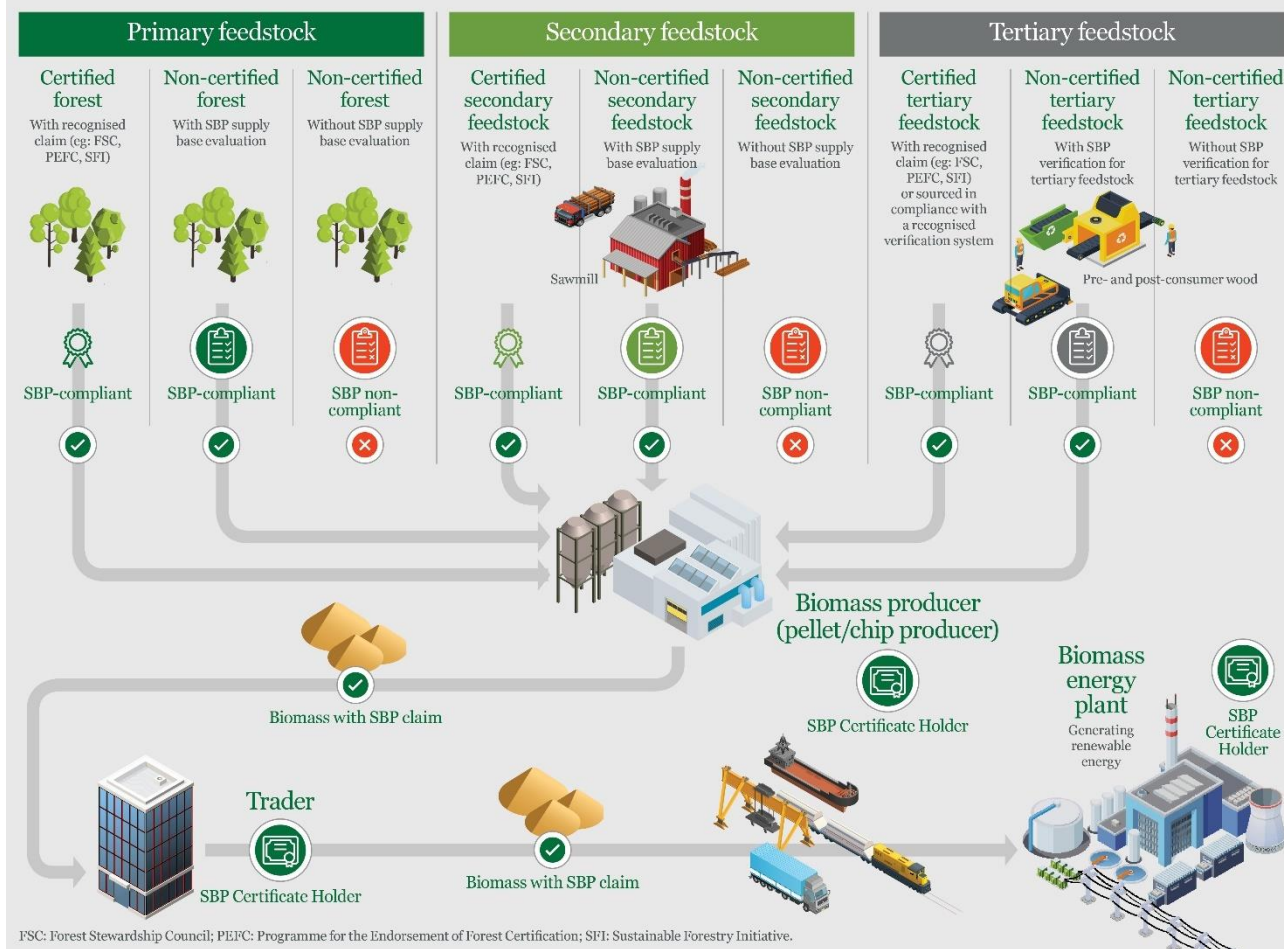 Primary feedstock
Certified
forest
With recognised
claim (eg: FSC,
PEFC, SFI)
Non-certified
forest
With SBP supply
base evaluation
Non-certified
forest
Without SBP supply
base evaluation
SBP-compliant
SBP-compliant
SBP non-
compliant
Secondary feedstock
Certified
secondary
feedstock
With recognised
claim (eg: FSC,
PEFC, SFI)
Non-certified
secondary
feedstock
With SBP supply
base evaluation
Non-certified
secondary
feedstock
Without SBP supply
base evaluation
Sawmill
SBP-compliant
SBP-compliant
SBP non-
compliant
Tertiary feedstock
Certified
tertiary
feedstock
With recognised
claim (eg: FSC,
PEFC, SFI)
or sourced in
compliance with
a recognised
verification system
Non-certified
tertiary
feedstock
With SBP
verification for
tertiary feedstock
Non-certified
tertiary
feedstock
Without SBP
verification for
tertiary feedstock
Pre- and post-consumer wood
SBP-compliant
SBP-compliant
SBP non-
compliant
Biomass producer
(pellet/chip producer)
SBP Certificate Holder
Biomass with SBP claim
Trader
SBP Certificate Holder
Biomass with SBP claim
Biomass
energy
plant
Generating
renewable
energy
SBP
Certificate
Holder
FSC: Forest Stewardship Council; PEFC: Programme for the Endorsement of Forest Certification; SFI: Sustainable Forestry Initiative.